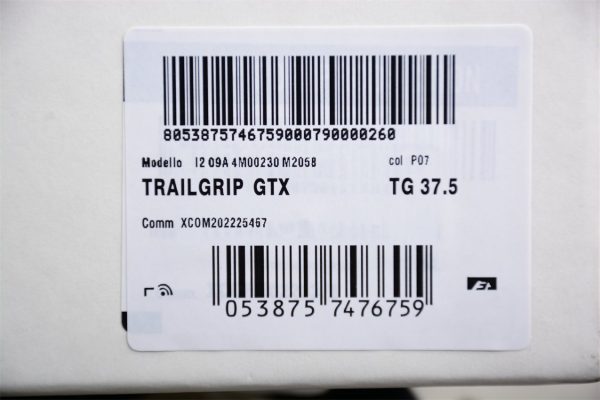 8053875746759000790000260
Modello I2 09A 4M00230 M2058 col P07
TRAILGRIP GTX TG 37.5
Comm XCOM202225467
053875 7476759